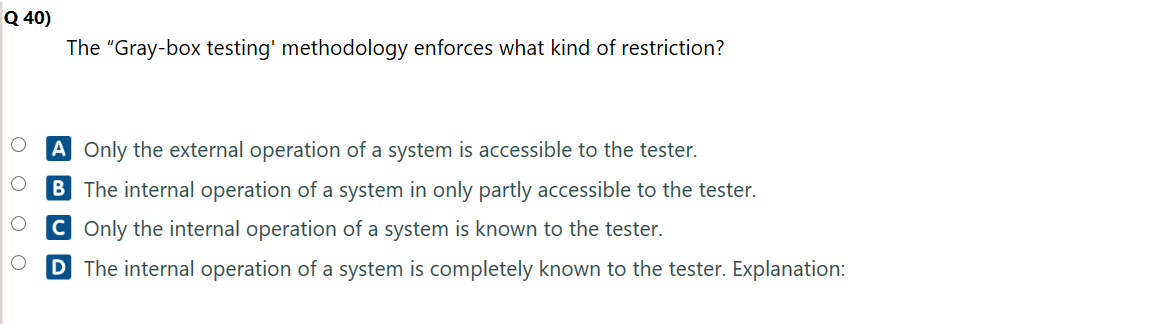 Q 40)
The “Gray-box testing' methodology enforces what kind of restriction?
A Only the external operation of a system is accessible to the tester.
B The internal operation of a system in only partly accessible to the tester.
C Only the internal operation of a system is known to the tester.
D The internal operation of a system is completely known to the tester. Explanation: